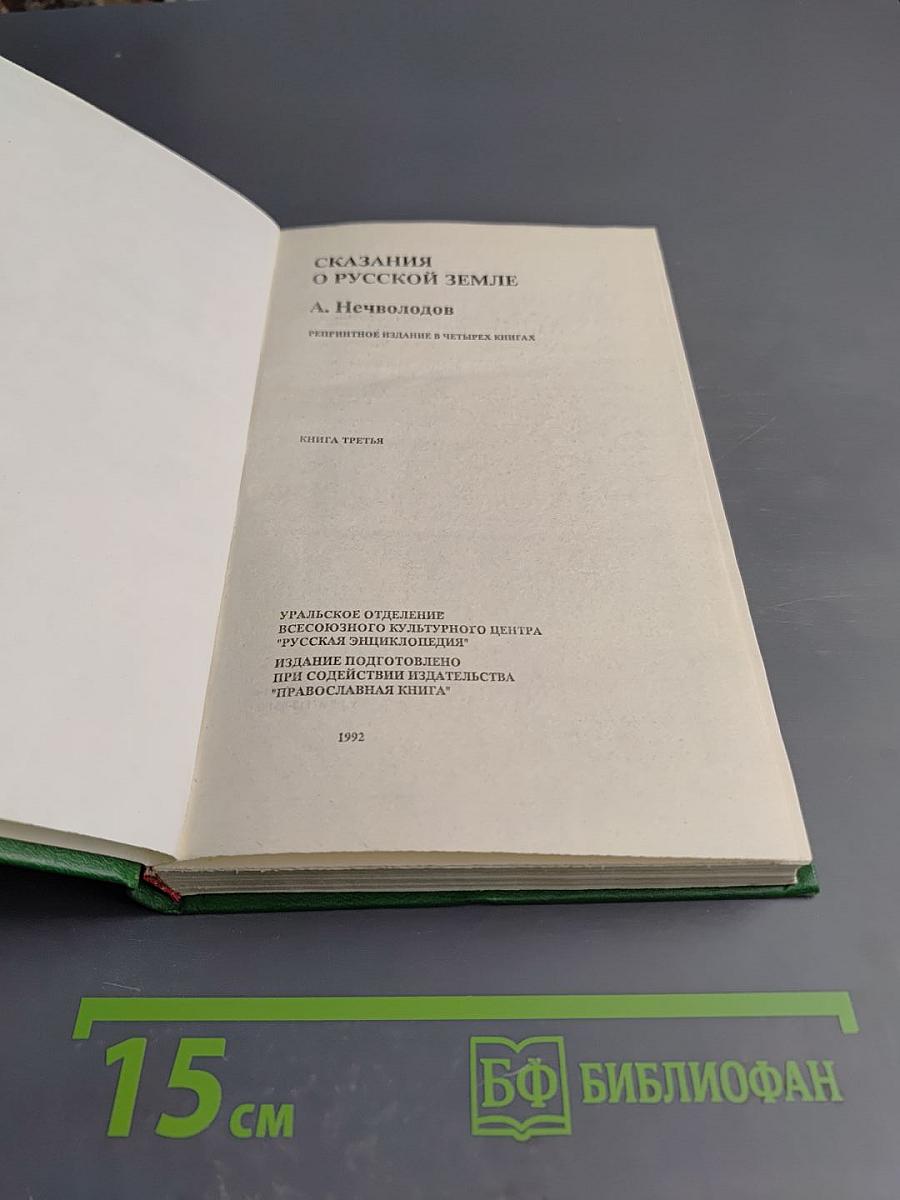 СКАЗАНИЯ
О РУССКОЙ ЗЕМЛЕ
А. Нечволодов
РЕПРИНТНОЕ ИЗДАНИЕ В ЧЕТЫРЕХ КНИГАХ
КНИГА ТРЕТЬЯ
УРАЛЬСКОЕ ОТДЕЛЕНИЕ
ВСЕСОЮЗНОГО КУЛЬТУРНОГО ЦЕНТРА
"РУССКАЯ ЭНЦИКЛОПЕДИЯ"
ИЗДАНИЕ ПОДГОТОВЛЕНО
ПРИ СОДЕЙСТВИИ ИЗДАТЕЛЬСТВА
"ПРАВОСЛАВНАЯ КНИГА"
1992
15 см
БФ БИБЛИОФАН